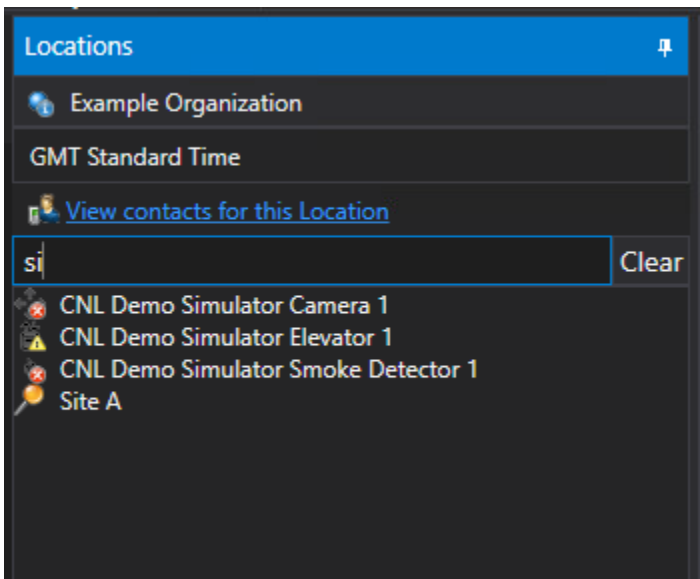 Locations
Example Organization
GMT Standard Time
View contacts for this Location
si Clear
CNL Demo Simulator Camera 1
CNL Demo Simulator Elevator 1
CNL Demo Simulator Smoke Detector 1
Site A